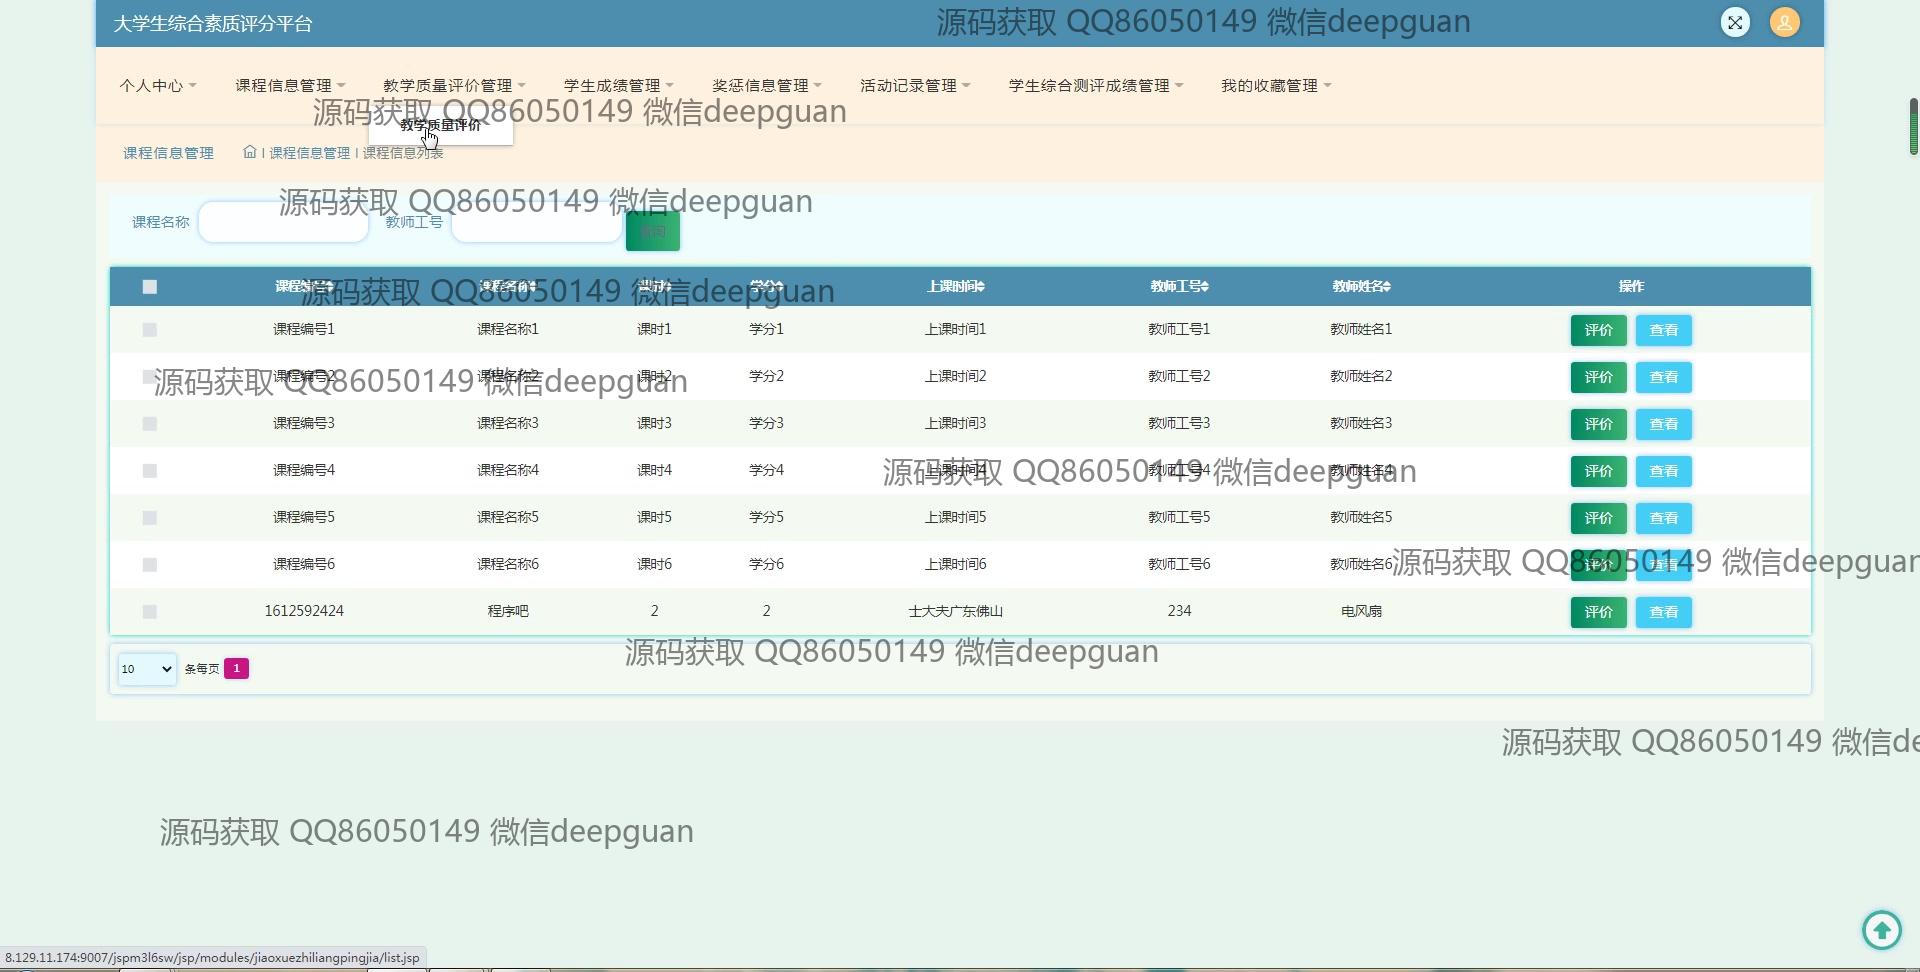 大学生综合素质评分平台
源码获取 QQ86050149 微信deepguan
个人中心 课程信息管理 教学质量评价管理 学生成绩管理 奖惩信息管理 活动记录管理 学生综合测评成绩管理 我的收藏管理
源码获取 QQ86050149 微信deepguan
教学质量评价
课程信息管理 | 课程信息管理 | 课程信息列表
源码获取 QQ86050149 微信deepguan
课程名称 教师工号 查询
课程编号 课程名称 课时 学分 上课时间 教师工号 教师姓名 操作
源码获取 QQ86050149 微信deepguan
课程编号1 课程名称1 课时1 学分1 上课时间1 教师工号1 教师姓名1 评价 查看
课程编号2 课程名称2 课时2 学分2 上课时间2 教师工号2 教师姓名2 评价 查看
源码获取 QQ86050149 微信deepguan
课程编号3 课程名称3 课时3 学分3 上课时间3 教师工号3 教师姓名3 评价 查看
课程编号4 课程名称4 课时4 学分4 上课时间4 教师工号4 教师姓名4 评价 查看
源码获取 QQ86050149 微信deepguan
课程编号5 课程名称5 课时5 学分5 上课时间5 教师工号5 教师姓名5 评价 查看
课程编号6 课程名称6 课时6 学分6 上课时间6 教师工号6 教师姓名6 评价 查看
源码获取 QQ86050149 微信deepguan
1612592424 程序吧 2 2 士大夫广东佛山 234 电风扇 评价 查看
源码获取 QQ86050149 微信deepguan
10 条每页 1
源码获取 QQ86050149 微信de
源码获取 QQ86050149 微信deepguan
8.129.11.174:9007/jspm3l6sw/jsp/modules/jiaoxuezhiliangpingjia/list.jsp